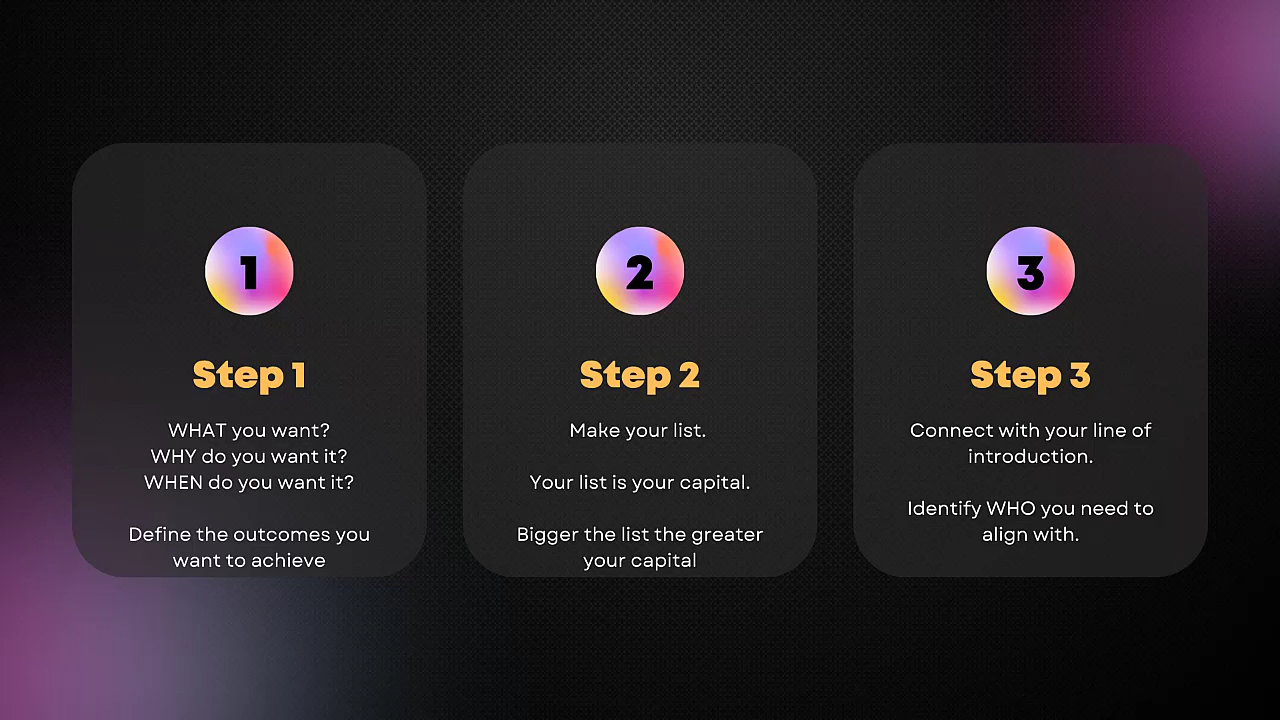 1
Step 1
WHAT you want?
WHY do you want it?
WHEN do you want it?
Define the outcomes you
want to achieve
2
Step 2
Make your list.
Your list is your capital.
Bigger the list the greater
your capital
3
Step 3
Connect with your line of
introduction.
Identify WHO you need to
align with.